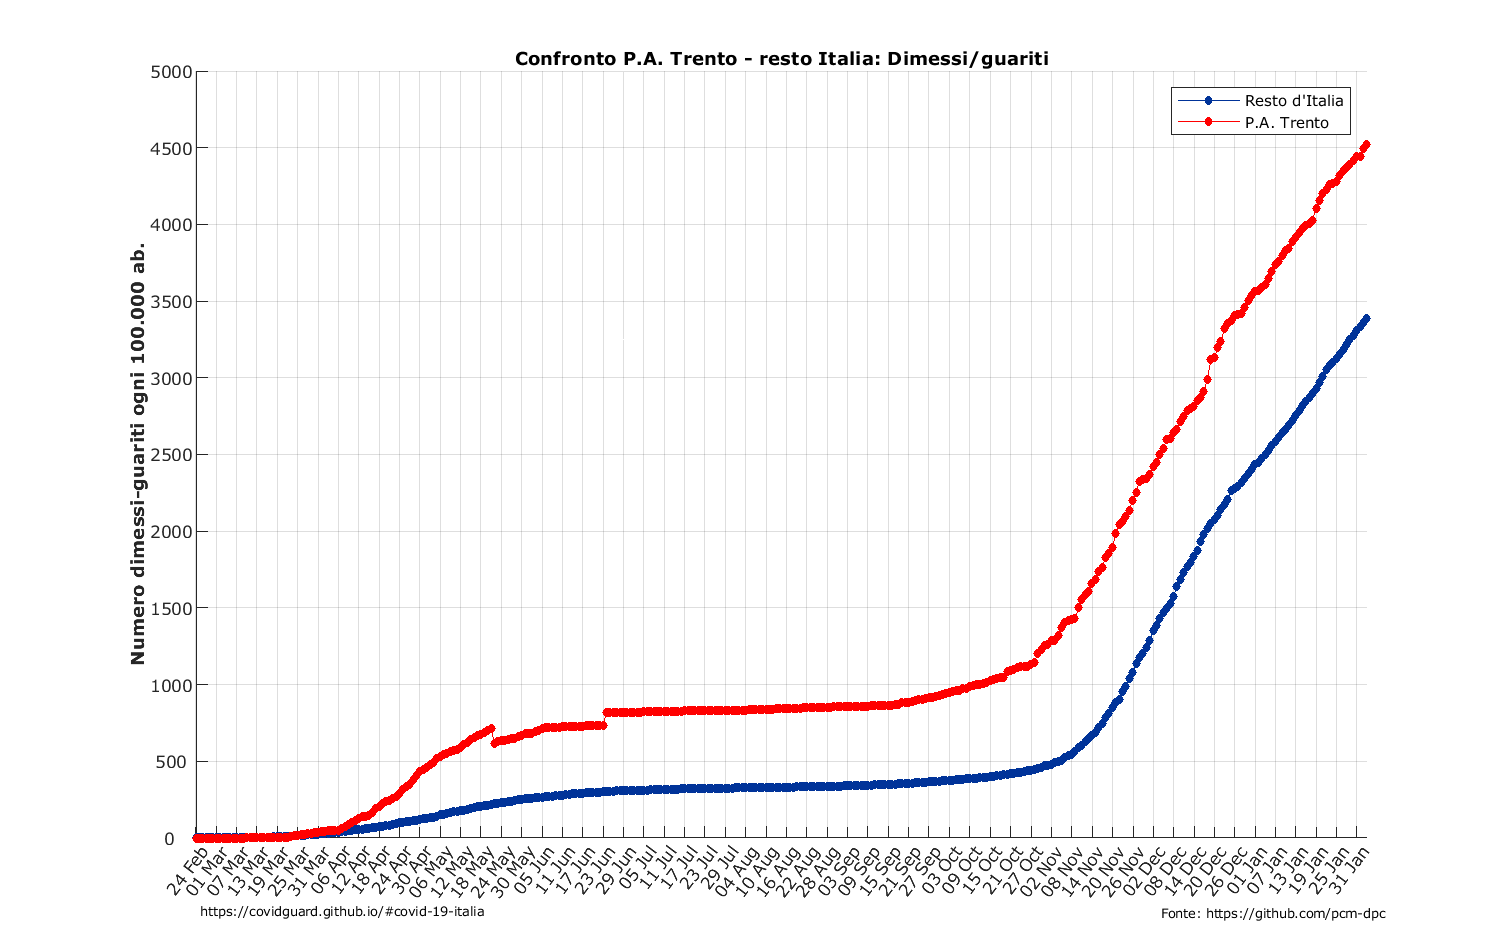 Confronto P.A. Trento - resto Italia: Dimessi/guariti
Resto d'Italia
P.A. Trento
Numero dimessi-guariti ogni 100.000 ab.
5000
4500
4000
3500
3000
2500
2000
1500
1000
500
0
24 Feb
01 Mar
07 Mar
13 Mar
19 Mar
25 Mar
31 Mar
06 Apr
12 Apr
18 Apr
24 Apr
30 Apr
06 May
12 May
18 May
24 May
30 May
05 Jun
11 Jun
17 Jun
23 Jun
29 Jun
05 Jul
11 Jul
17 Jul
23 Jul
29 Jul
04 Aug
10 Aug
16 Aug
22 Aug
28 Aug
03 Sep
09 Sep
15 Sep
21 Sep
27 Sep
03 Oct
09 Oct
15 Oct
21 Oct
27 Oct
02 Nov
08 Nov
14 Nov
20 Nov
26 Nov
02 Dec
08 Dec
14 Dec
20 Dec
26 Dec
01 Jan
07 Jan
13 Jan
19 Jan
25 Jan
31 Jan
https://covidguard.github.io/#covid-19-italia
Fonte: https://github.com/pcm-dpc